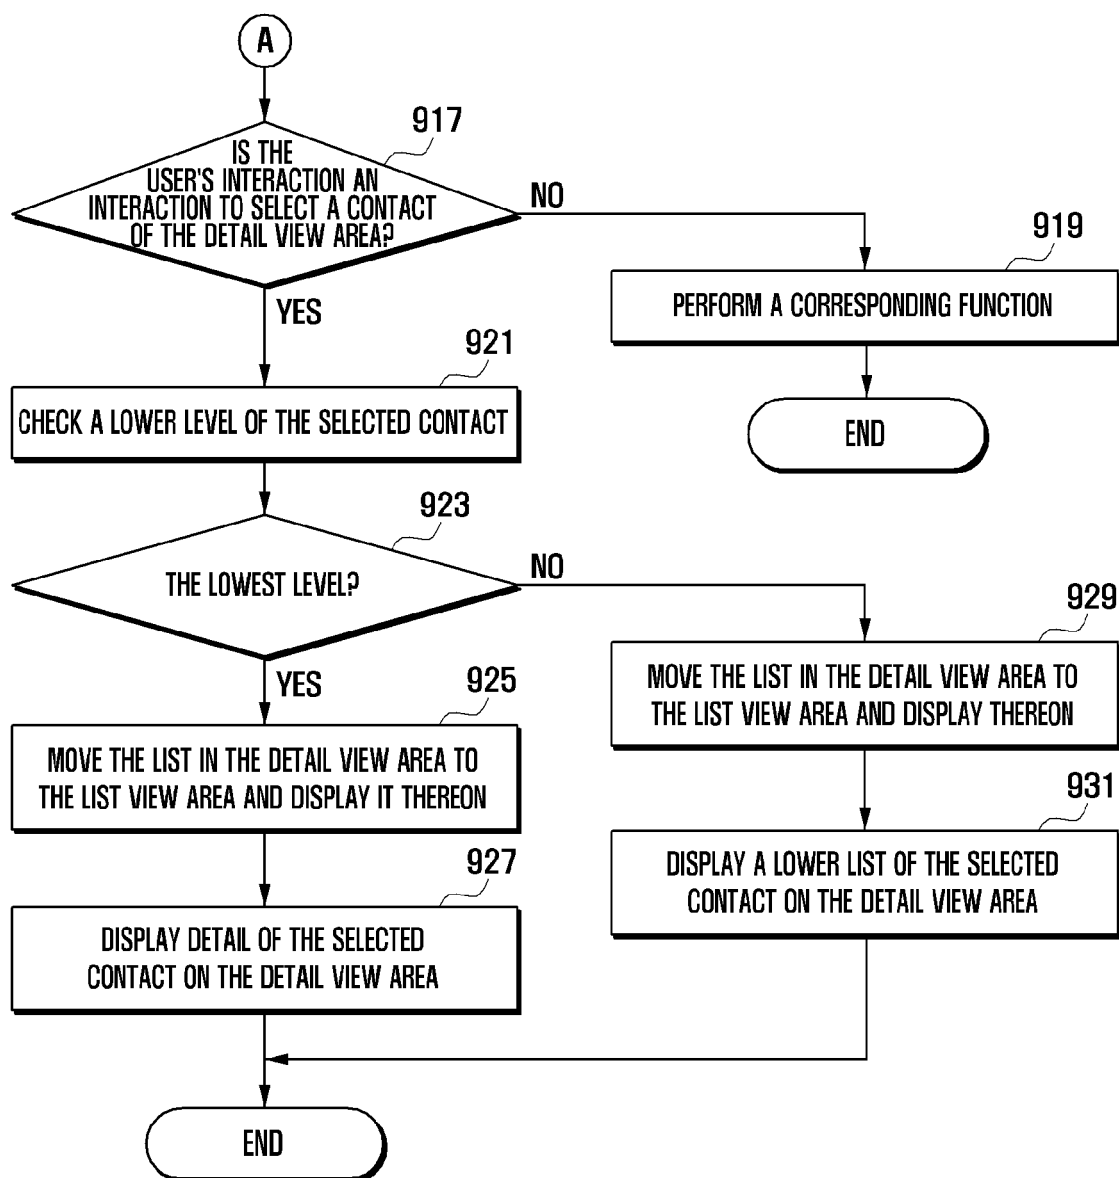 A
917
IS THE
USER'S INTERACTION AN
INTERACTION TO SELECT A CONTACT
OF THE DETAIL VIEW AREA?
NO
YES
919
PERFORM A CORRESPONDING FUNCTION
END
921
CHECK A LOWER LEVEL OF THE SELECTED CONTACT
923
THE LOWEST LEVEL?
NO
YES
929
MOVE THE LIST IN THE DETAIL VIEW AREA TO
THE LIST VIEW AREA AND DISPLAY THEREON
925
MOVE THE LIST IN THE DETAIL VIEW AREA TO
THE LIST VIEW AREA AND DISPLAY IT THEREON
931
DISPLAY A LOWER LIST OF THE SELECTED
CONTACT ON THE DETAIL VIEW AREA
927
DISPLAY DETAIL OF THE SELECTED
CONTACT ON THE DETAIL VIEW AREA
END